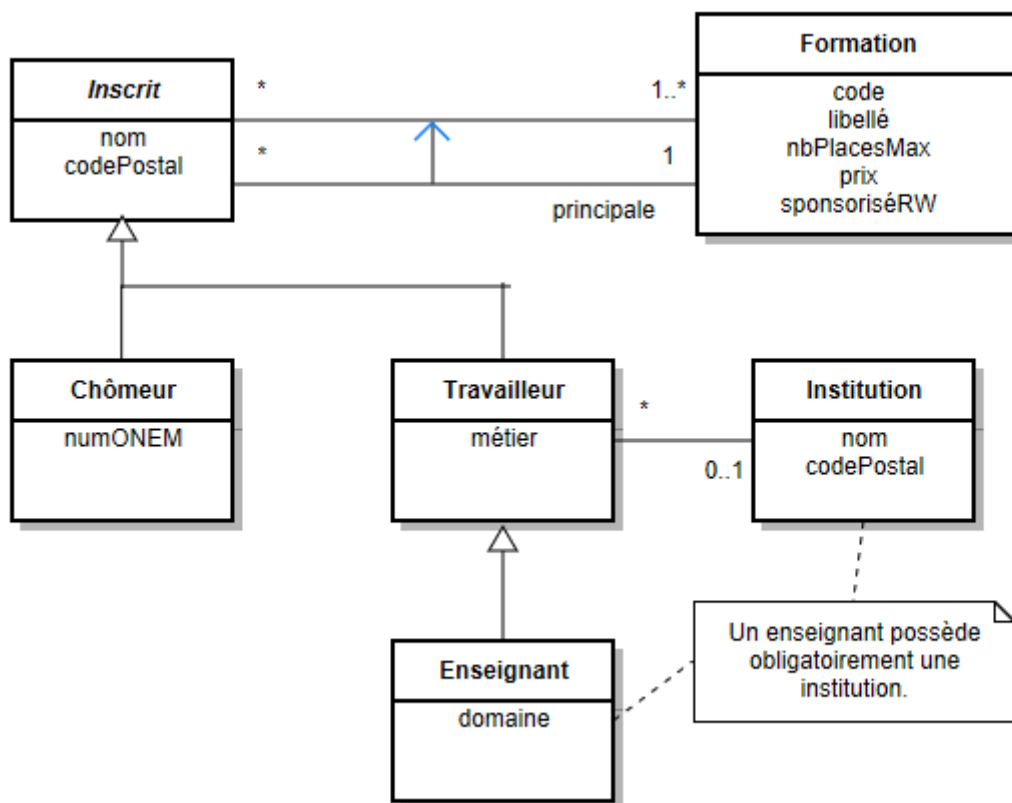 Formation
code
libellé
nbPlacesMax
prix
sponsoriséRW
Inscrit
nom
codePostal
*
1..*
*
1
principale
Chômeur
numONEM
Travailleur
métier
*
0..1
Institution
nom
codePostal
Enseignant
domaine
Un enseignant possède
obligatoirement une
institution.